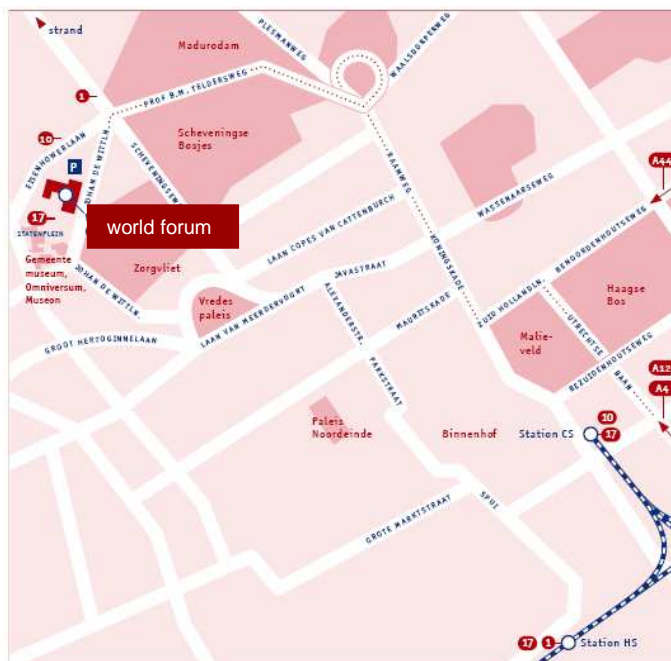 strand
Madurodam
PLESMANWEG
WAALSDORPERWEG
1
PROF B.M. TELDERSWEG
10
EISENHOWERLAAN
P
JOHAN DE WITTLN.
Scheveningse
Bosjes
RAAMWEG
A44
17
STATENPLEIN
world forum
Gemeente
museum,
Omniversum,
Museon
Zorgvliet
JOHAN DE WITTLN.
LAAN COPES VAN CATTENBURCH
WASSENAARSEWEG
BENOORDENHOUTSEWEG
KONINGSKADE
JAVASTRAAT
Vredes
paleis
LAAN VAN MEERDERVOORT
ALEXANDERSTR.
MAURITSKADE
ZUID HOLLANDLN.
Haagse
Bos
GROOT HERTOGINNELAAN
Malie-
veld
UTRECHTSE
BAAN
BEZUIDENHOUTSEWEG
PARKSTRAAT
A12
A4
Paleis
Noordeinde
Binnenhof
Station CS
10
17
GROTE MARKTSTRAAT
SPUI
17
1
Station HS